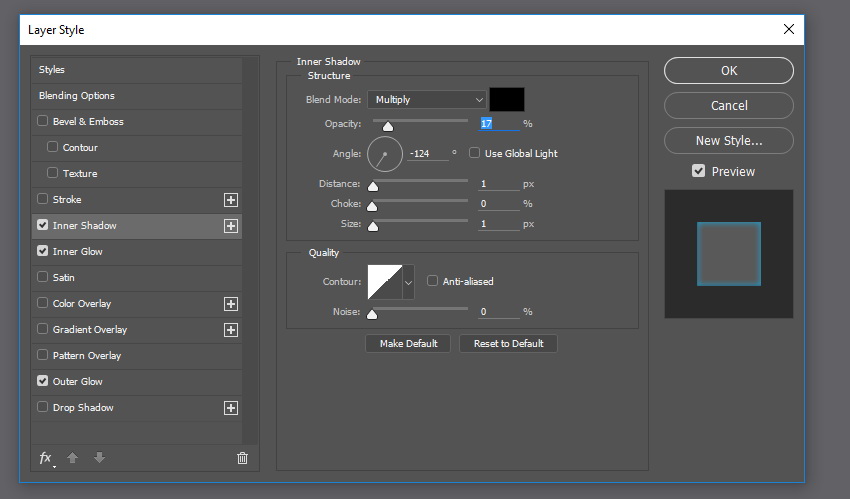 Layer Style
Styles
Blending Options
Bevel & Emboss
Contour
Texture
Stroke
Inner Shadow
Inner Glow
Satin
Color Overlay
Gradient Overlay
Pattern Overlay
Outer Glow
Drop Shadow
fx
Inner Shadow
Structure
Blend Mode: Multiply
Opacity: 17 %
Angle: -124 ° Use Global Light
Distance: 1 px
Choke: 0 %
Size: 1 px
Quality
Contour: Anti-aliased
Noise: 0 %
Make Default Reset to Default
OK
Cancel
New Style...
Preview